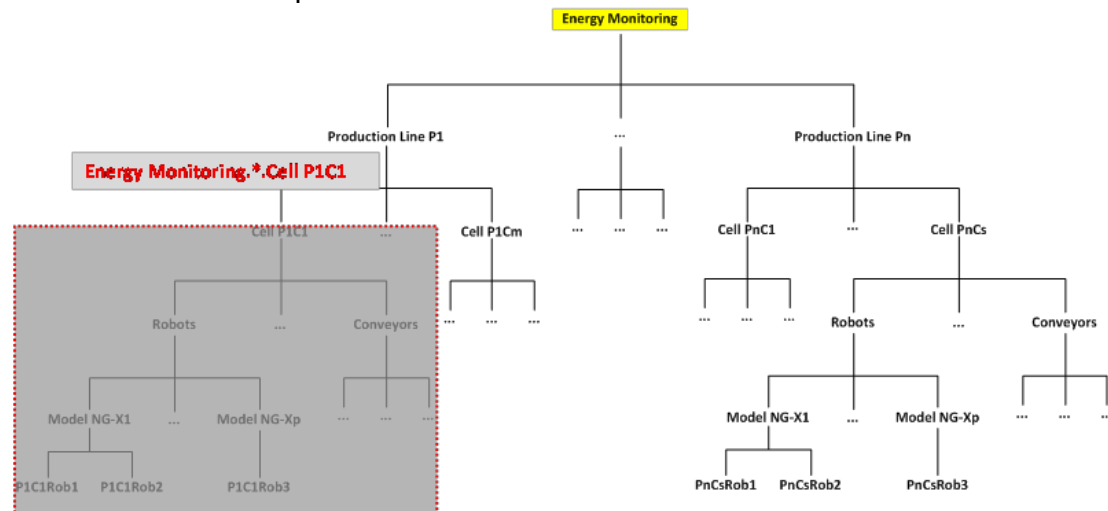 Energy Monitoring
Production Line P1
...
Production Line Pn
Energy Monitoring.*.Cell P1C1
Cell P1C1
...
Cell P1Cm
...
...
...
Cell PnC1
...
Cell PnCs
Robots
...
Conveyors
...
...
...
...
...
...
Robots
...
Conveyors
Model NG-X1
...
Model NG-Xp
...
...
...
Model NG-X1
...
Model NG-Xp
...
...
...
P1C1Rob1
P1C1Rob2
P1C1Rob3
PnCsRob1
PnCsRob2
PnCsRob3